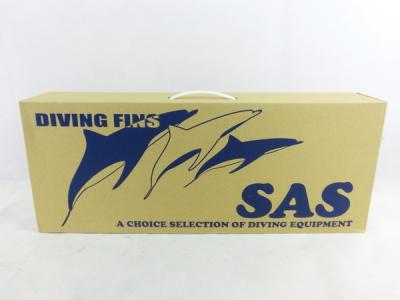 DIVING FINS
SAS
A CHOICE SELECTION OF DIVING EQUIPMENT